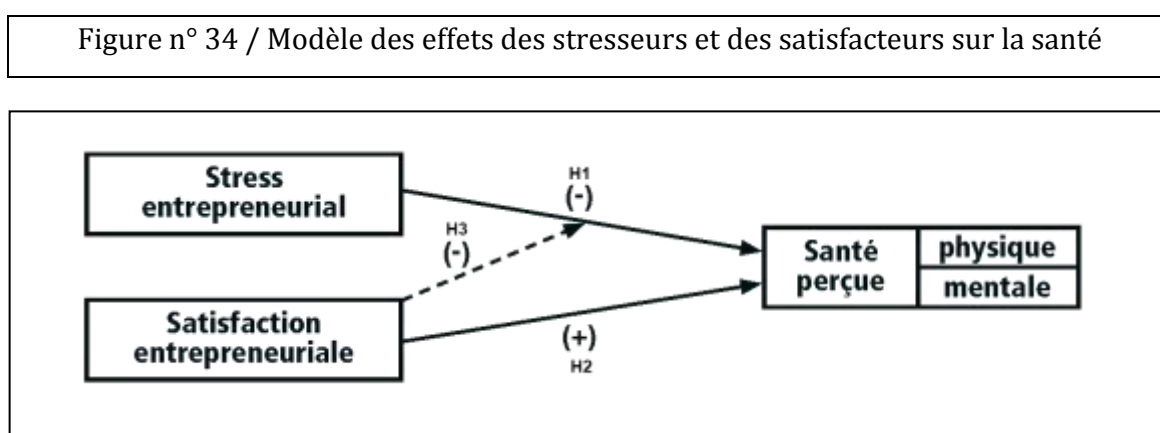 Figure n° 34 / Modèle des effets des stresseurs et des satisfacteurs sur la santé
Stress
entrepreneurial
H1
(-)
H3
(-)
Santé
perçue
physique
mentale
Satisfaction
entrepreneuriale
(+)
H2